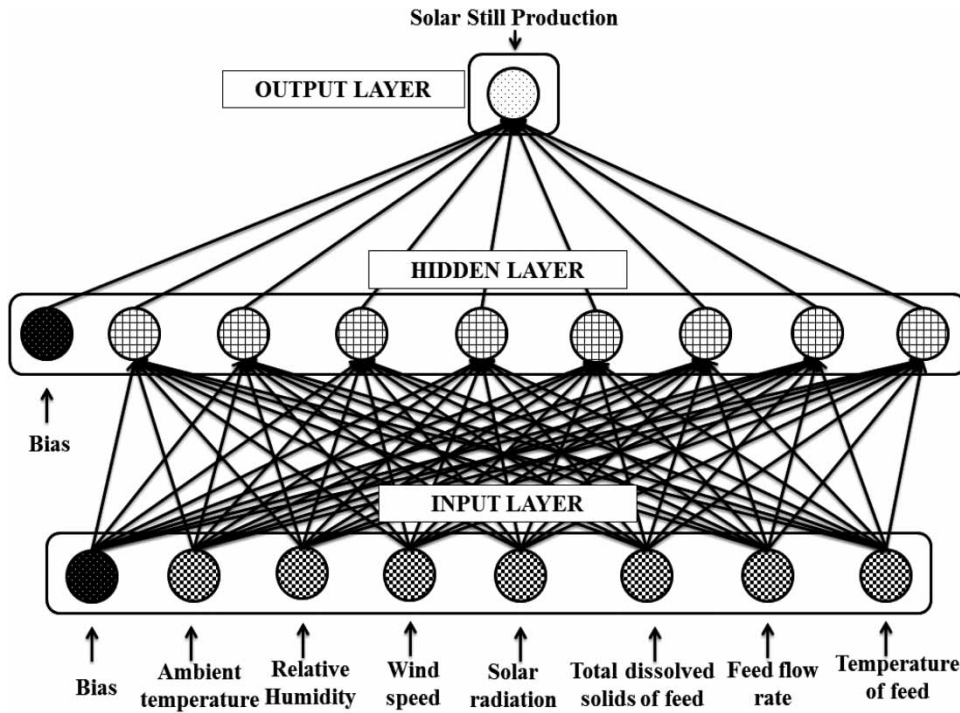 Solar Still Production
OUTPUT LAYER
HIDDEN LAYER
Bias
INPUT LAYER
Bias
Ambient
temperature
Relative
Humidity
Wind
speed
Solar
radiation
Total dissolved
solids of feed
Feed flow
rate
Temperature
of feed